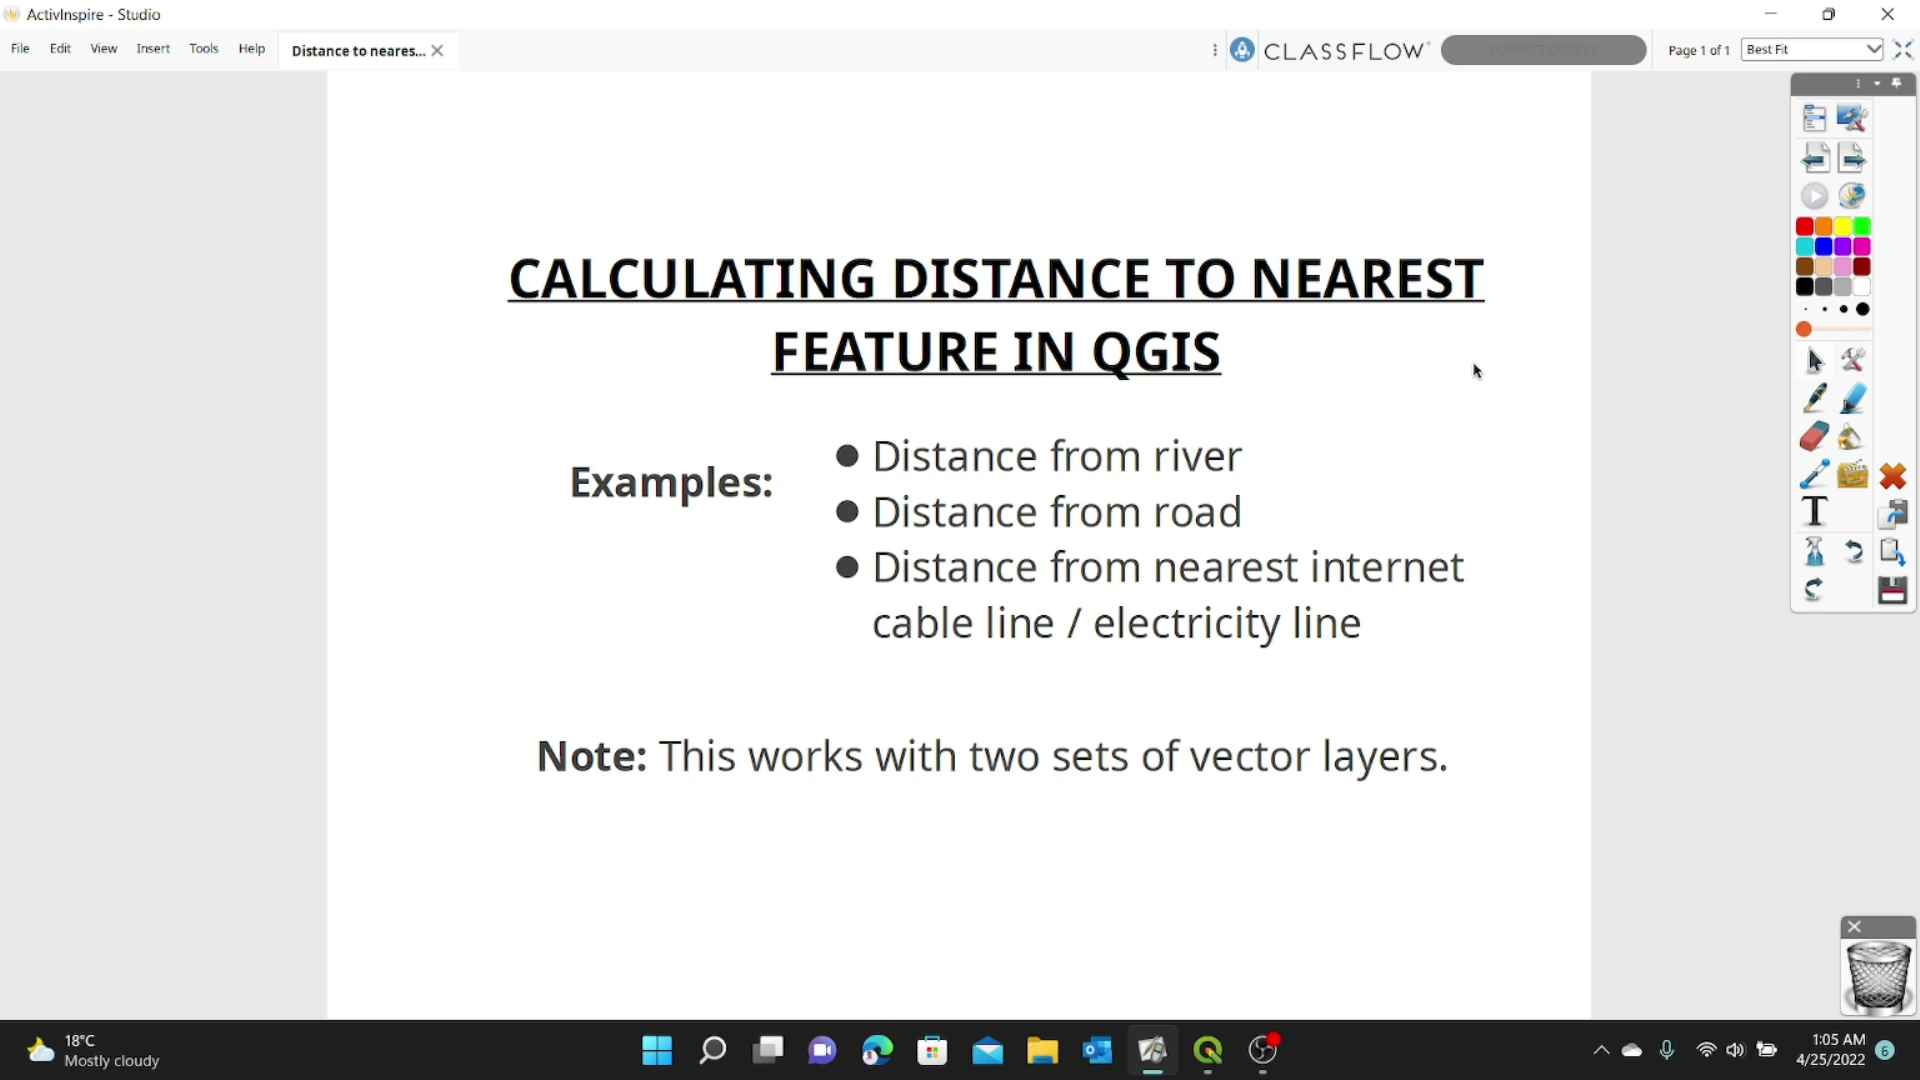 ActivInspire - Studio
File Edit View Insert Tools Help Distance to neares... CLASSFLOW CONNECT DEVICES Page 1 of 1 Best Fit
CALCULATING DISTANCE TO NEAREST
FEATURE IN QGIS
Examples:
● Distance from river
● Distance from road
● Distance from nearest internet
cable line / electricity line
Note: This works with two sets of vector layers.
18°C
Mostly cloudy
1:05 AM
4/25/2022
6